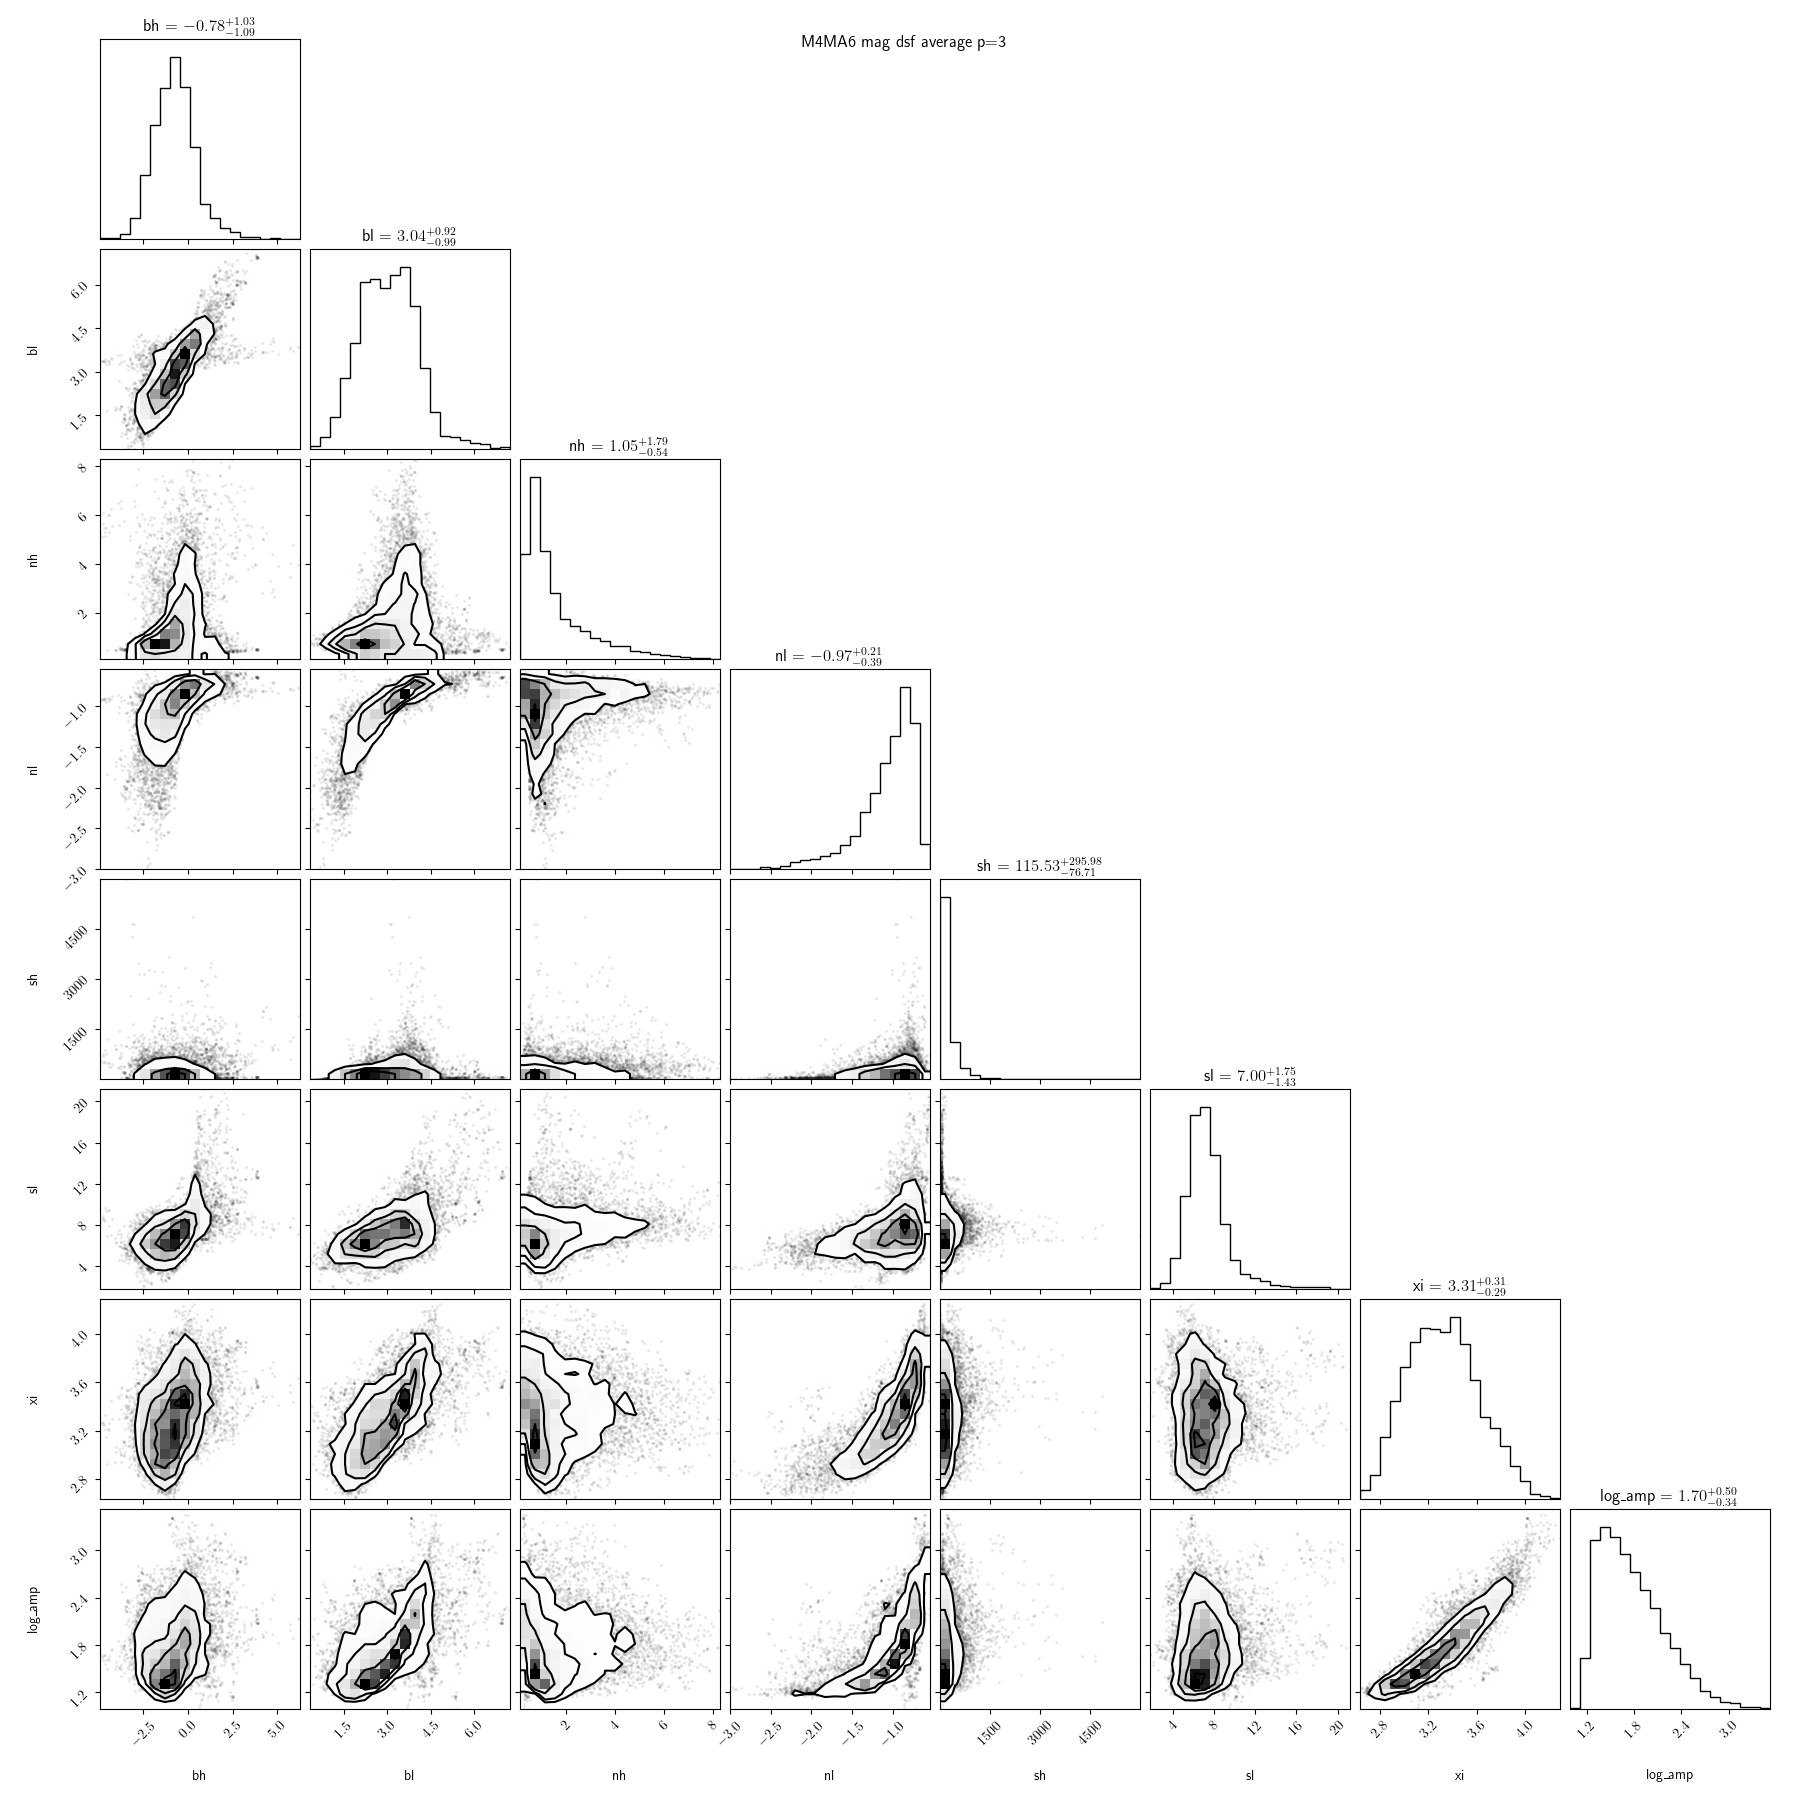 M4MA6 mag dsf average p=3
bh = −0.78 +1.03 −1.09
bl = 3.04 +0.92 −0.99
bl
6.0
4.5
3.0
1.5
nh = 1.05 +1.79 −0.54
nh
8
6
4
2
nl = −0.97 +0.21 −0.39
nl
−1.0
−1.5
−2.0
−2.5
−3.0
sh = 115.53 +295.98 −76.71
sh
4500
3000
1500
sl = 7.00 +1.75 −1.43
sl
20
16
12
8
4
xi = 3.31 +0.31 −0.29
xi
4.0
3.6
3.2
2.8
log_amp = 1.70 +0.50 −0.34
log_amp
3.0
2.4
1.8
1.2
−2.5 0.0 2.5 5.0
1.5 3.0 4.5 6.0
2 4 6 8
−3.0 −2.5 −2.0 −1.5 −1.0
1500 3000 4500
4 8 12 16 20
2.8 3.2 3.6 4.0
1.2 1.8 2.4 3.0
bh bl nh nl sh sl xi log_amp